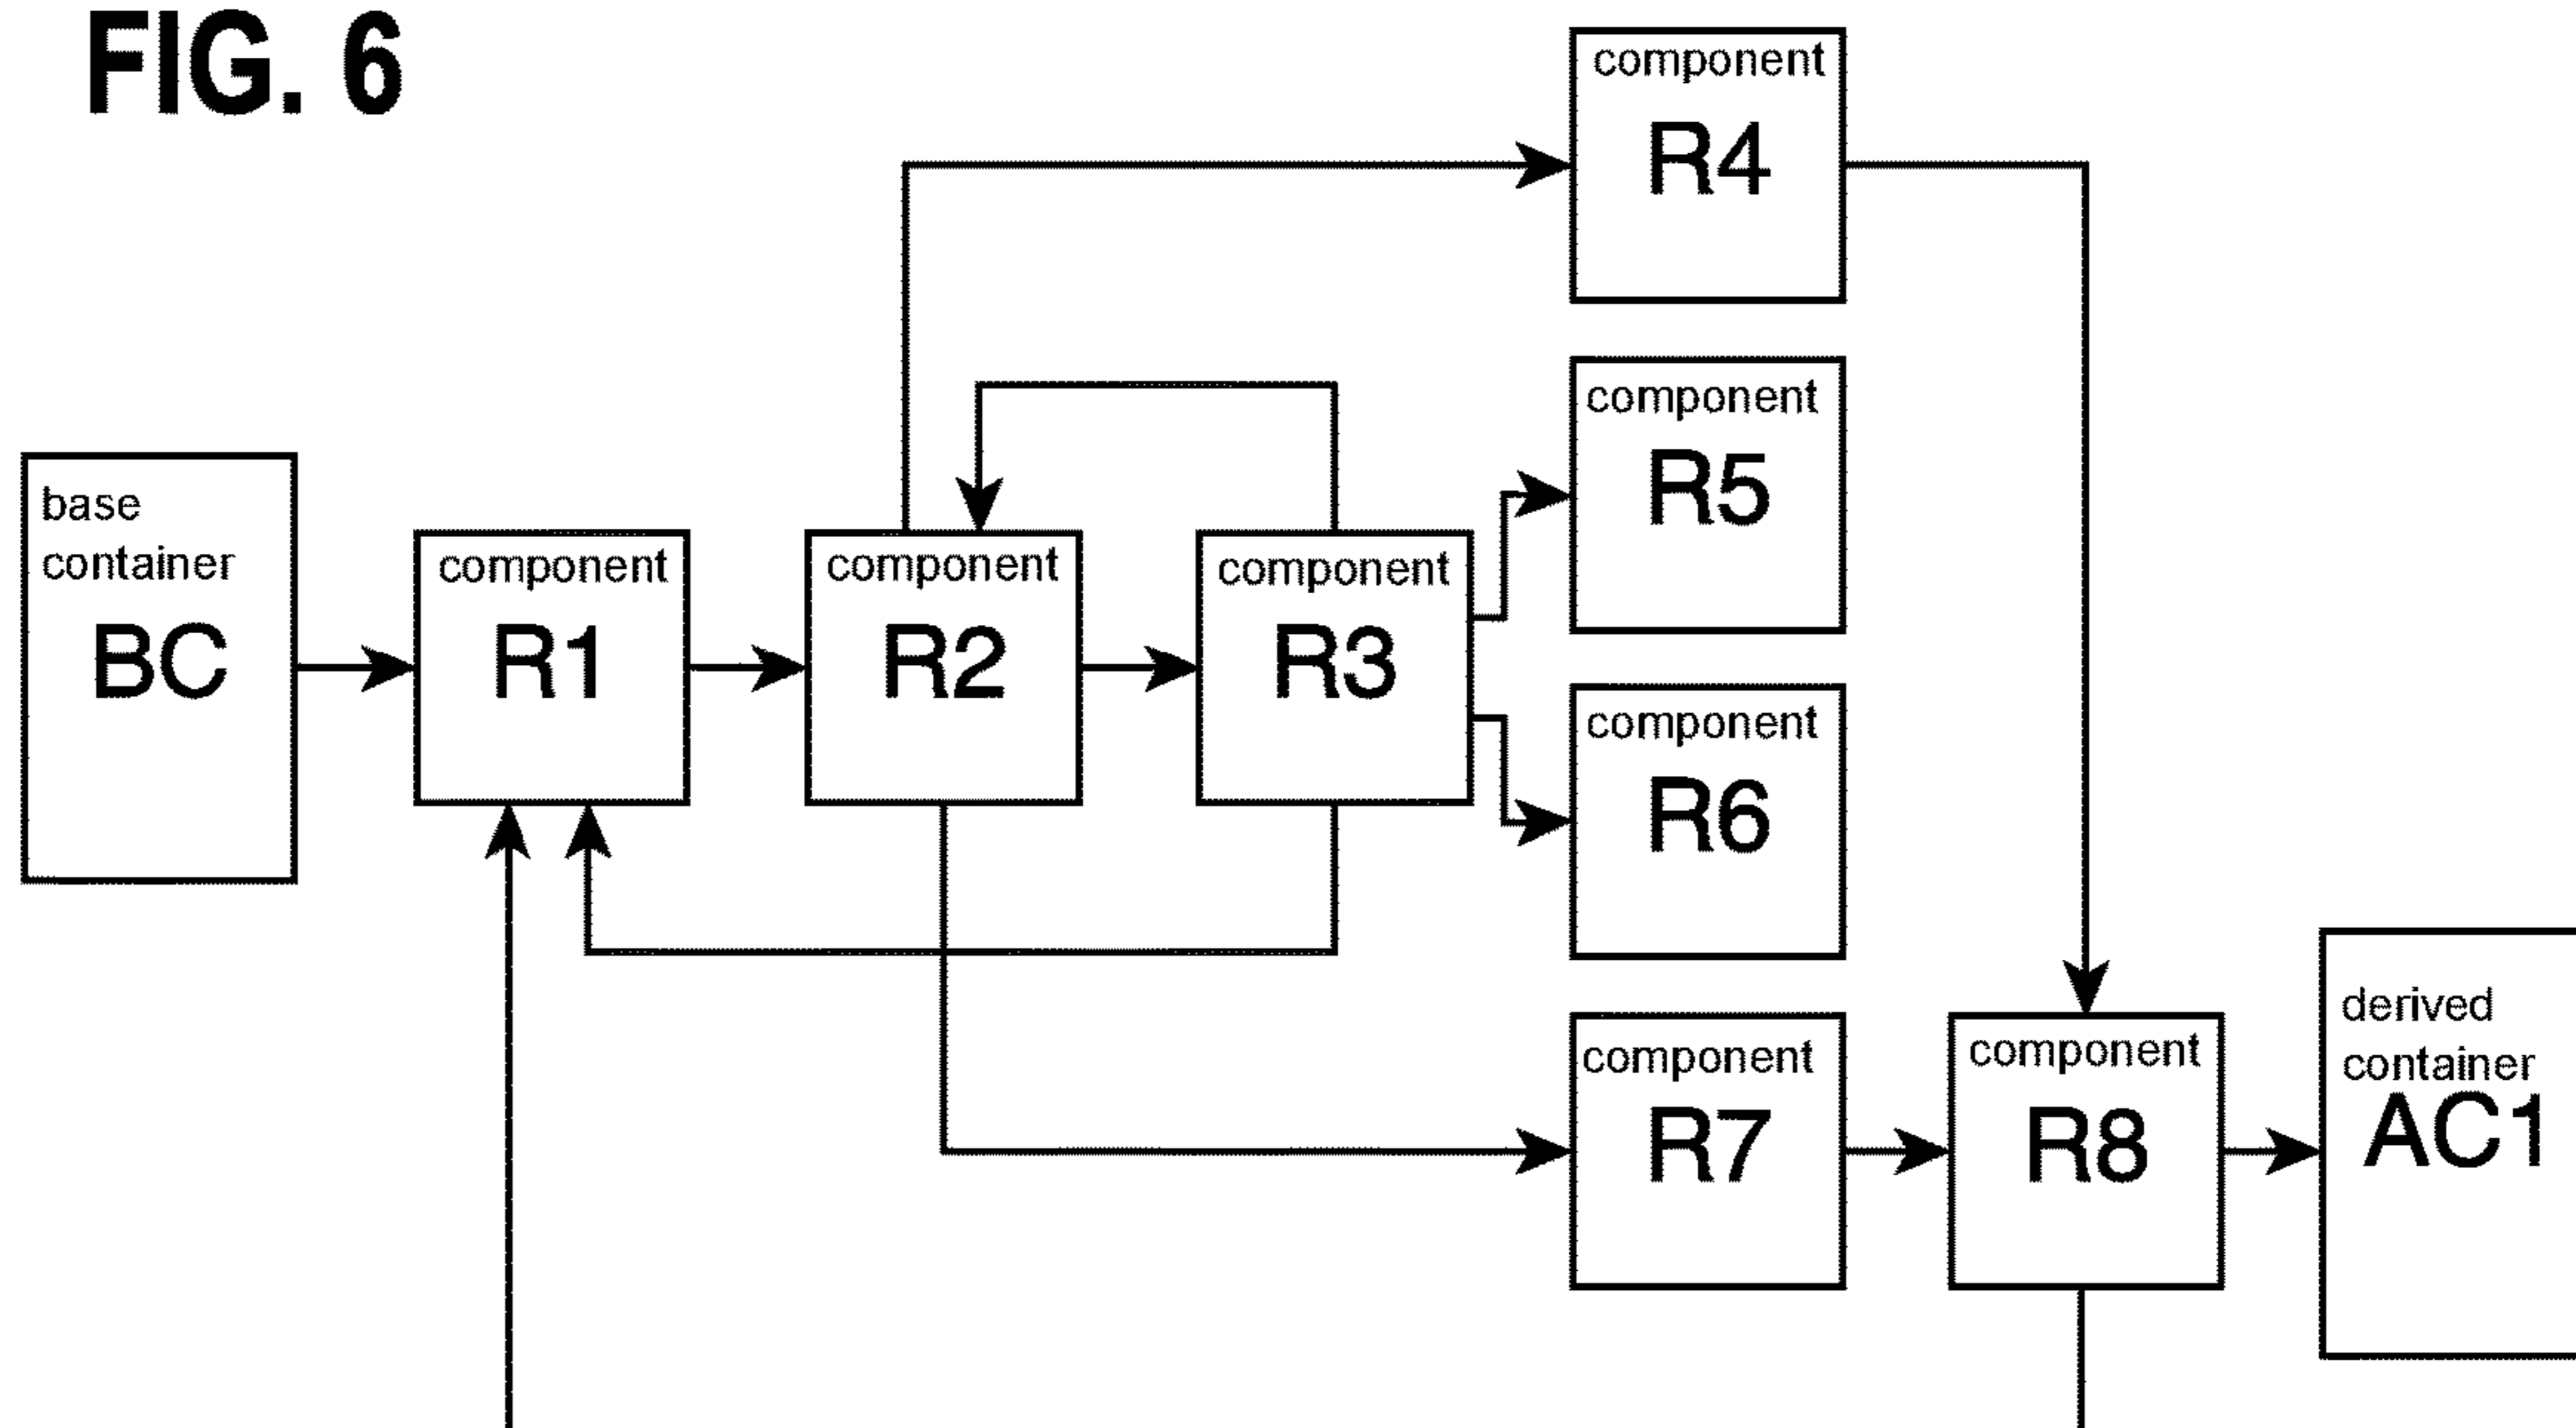 FIG. 6
component
R4
component
R5
base
container
BC
component
R1
component
R2
component
R3
component
R6
component
R7
component
R8
derived
container
AC1